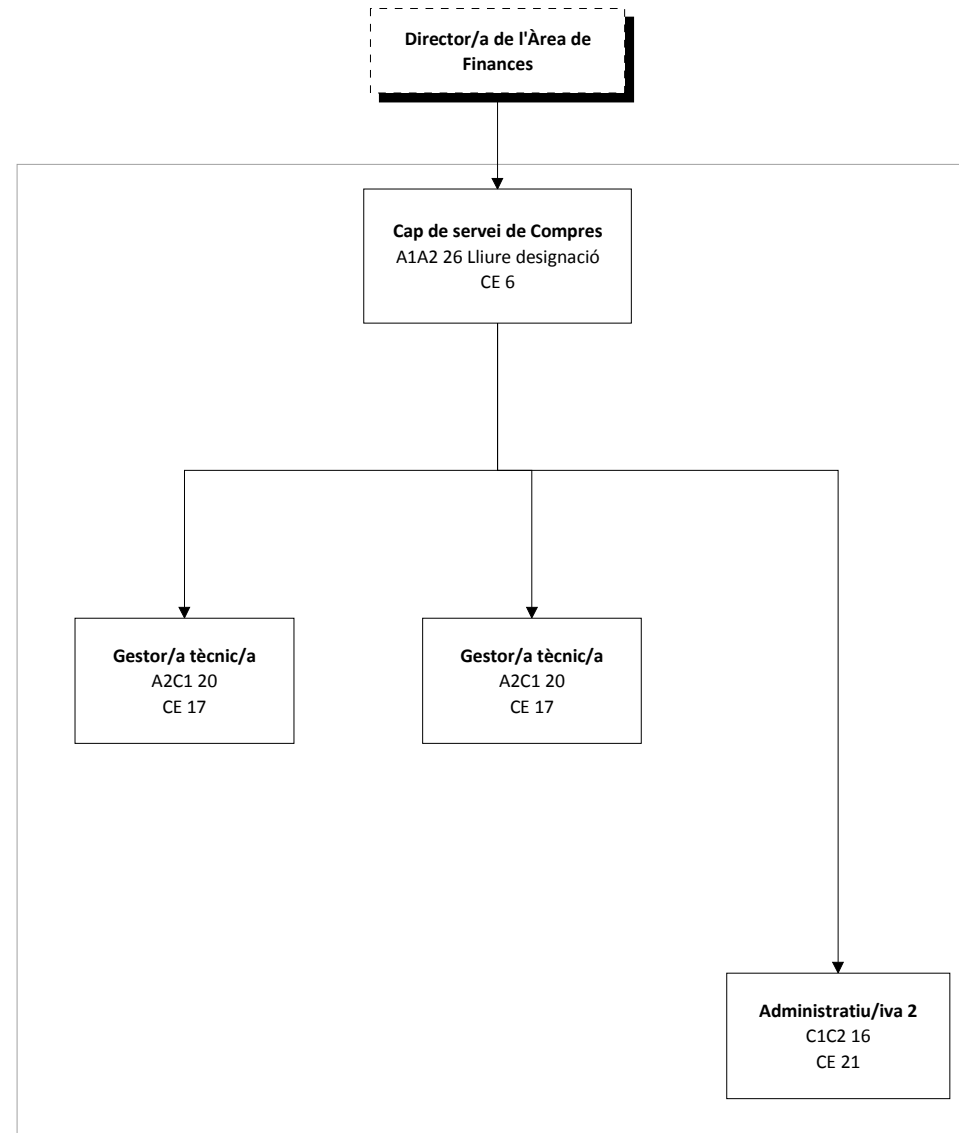 Director/a de l'Àrea de
Finances
Cap de servei de Compres
A1A2 26 Lliure designació
CE 6
Gestor/a tècnic/a
A2C1 20
CE 17
Gestor/a tècnic/a
A2C1 20
CE 17
Administratiu/iva 2
C1C2 16
CE 21